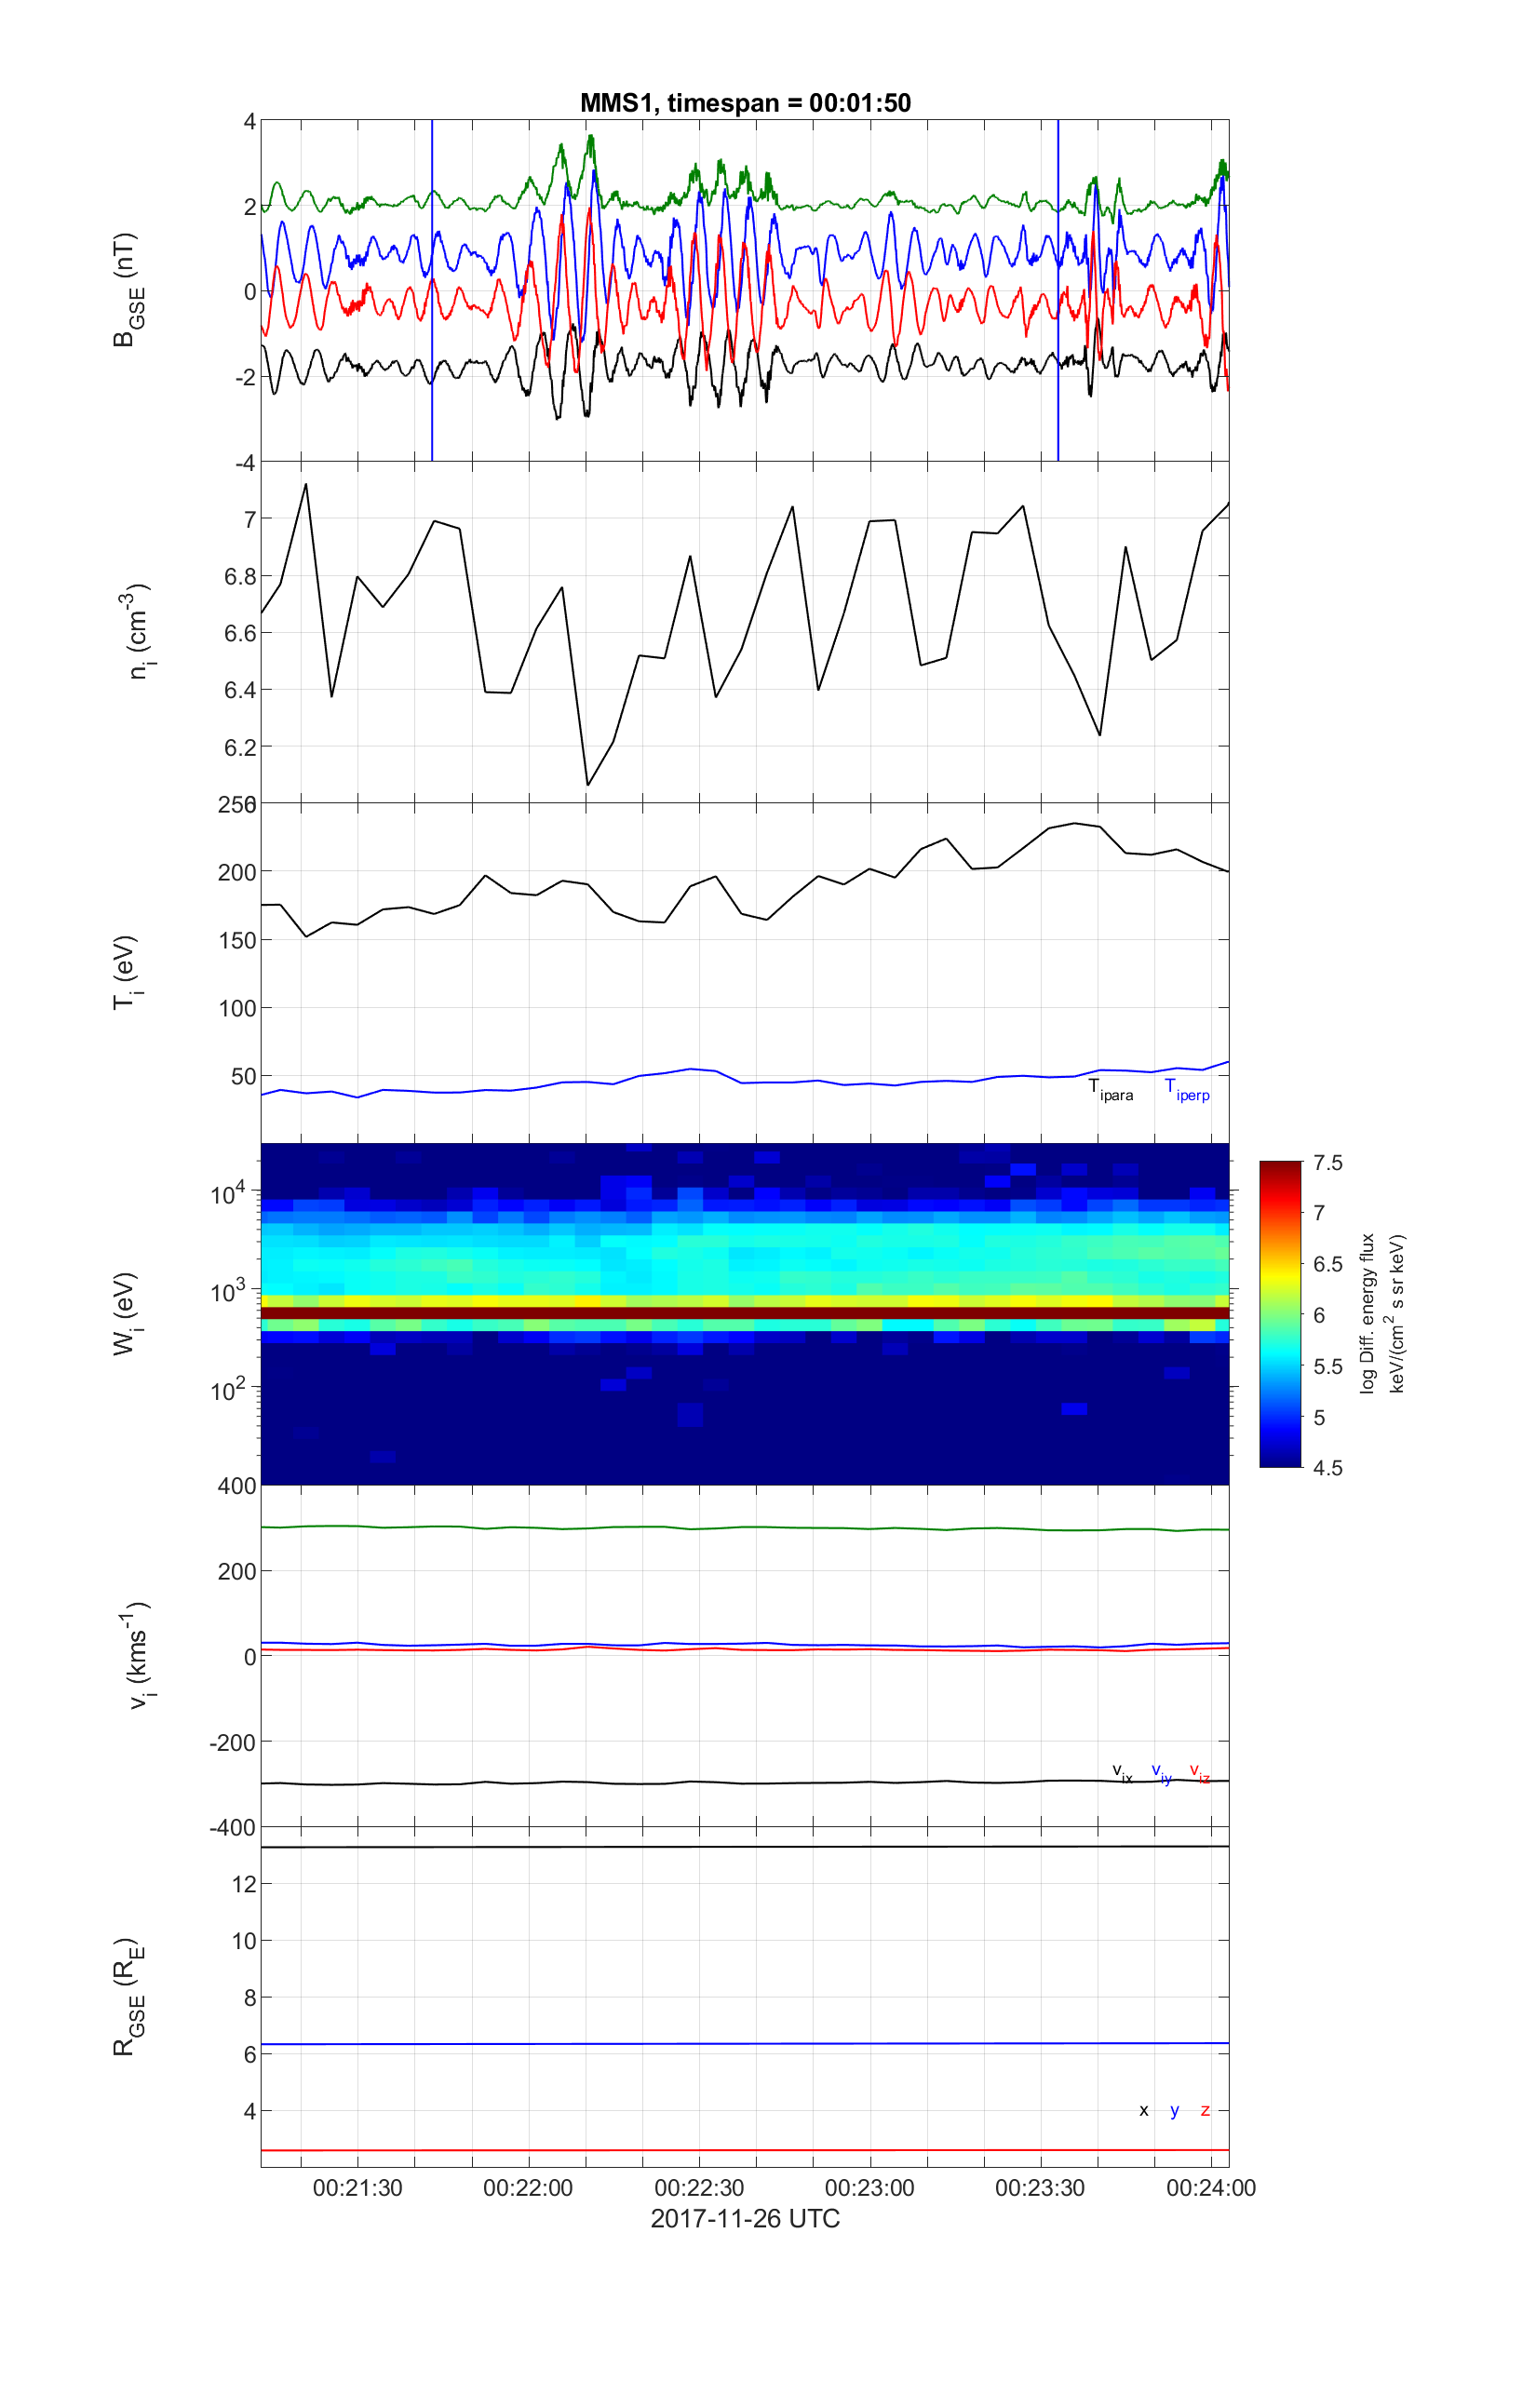 MMS1, timespan = 00:01:50
4
2
0
-2
-4
B_GSE (nT)
7
6.8
6.6
6.4
6.2
6
n_i (cm^-3)
250
200
150
100
50
T_i (eV)
T_ipara T_iperp
10^4
10^3
10^2
W_i (eV)
7.5
7
6.5
6
5.5
5
4.5
log Diff. energy flux
keV/(cm^2 s sr keV)
400
200
0
-200
-400
v_i (kms^-1)
v_ix v_iy v_iz
12
10
8
6
4
R_GSE (R_E)
x y z
00:21:30 00:22:00 00:22:30 00:23:00 00:23:30 00:24:00
2017-11-26 UTC